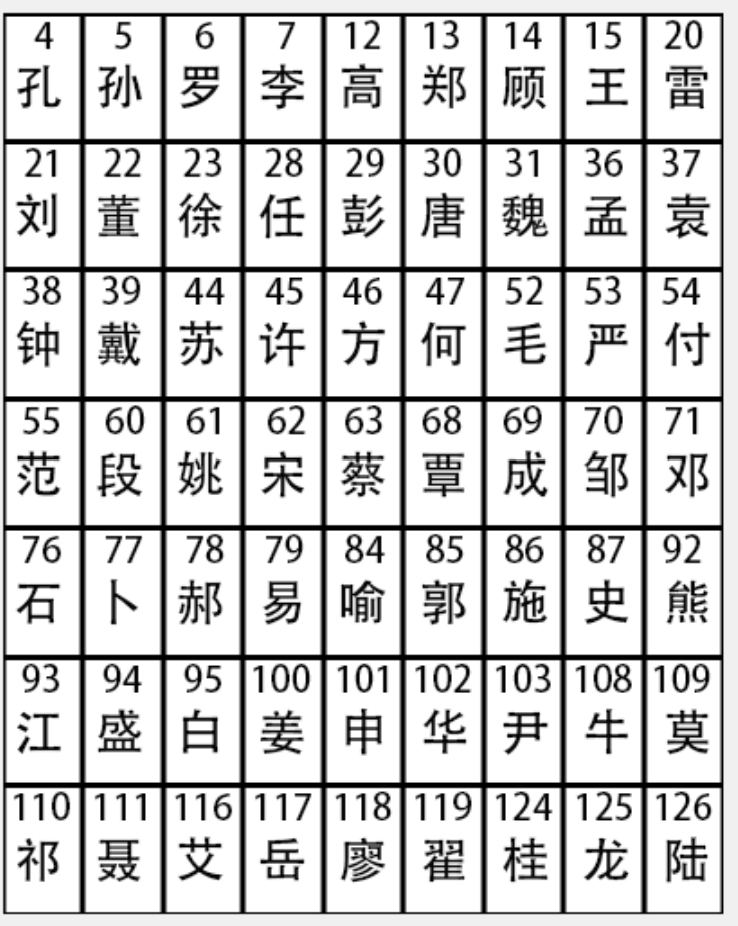 4 5 6 7 12 13 14 15 20
孔 孙 罗 李 高 郑 顾 王 雷
21 22 23 28 29 30 31 36 37
刘 董 徐 任 彭 唐 魏 孟 袁
38 39 44 45 46 47 52 53 54
钟 戴 苏 许 方 何 毛 严 付
55 60 61 62 63 68 69 70 71
范 段 姚 宋 蔡 覃 成 邹 邓
76 77 78 79 84 85 86 87 92
石 卜 郝 易 喻 郭 施 史 熊
93 94 95 100 101 102 103 108 109
江 盛 白 姜 申 华 尹 牛 莫
110 111 116 117 118 119 124 125 126
祁 聂 艾 岳 廖 翟 桂 龙 陆